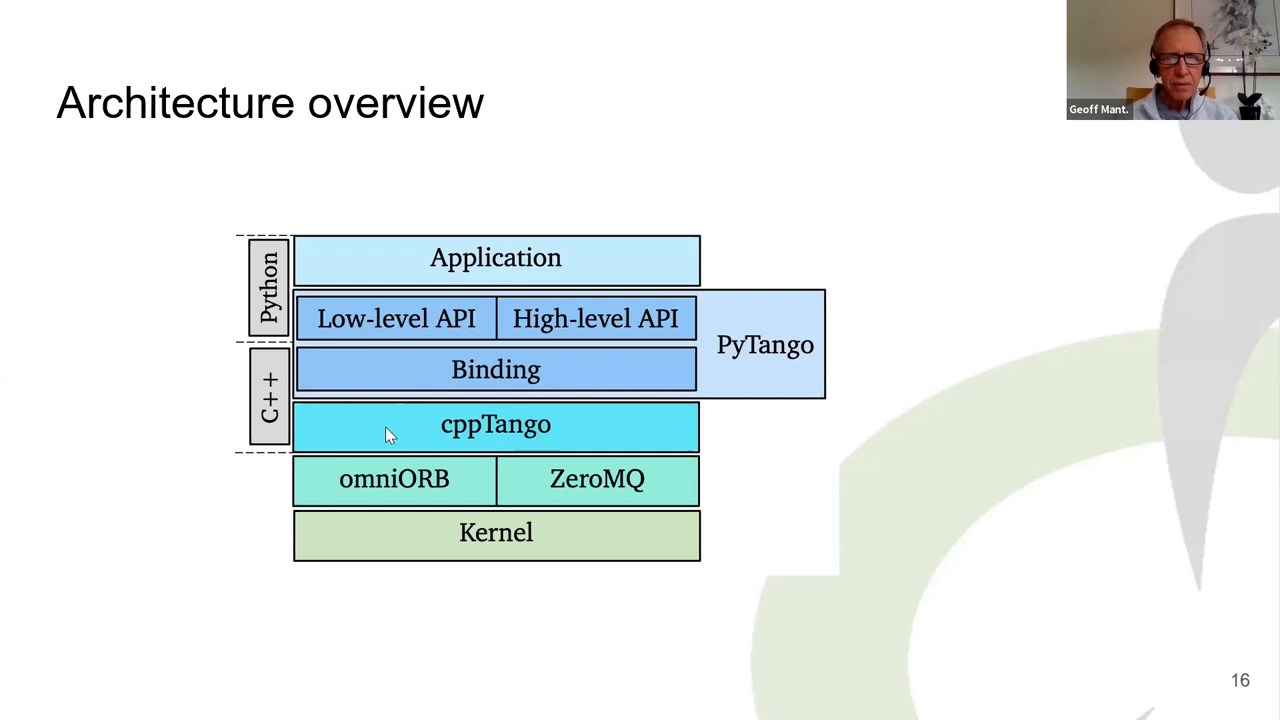 Geoff Mant.
Architecture overview
Python
Application
Low-level API
High-level API
PyTango
Binding
C++
cppTango
omniORB
ZeroMQ
Kernel
16